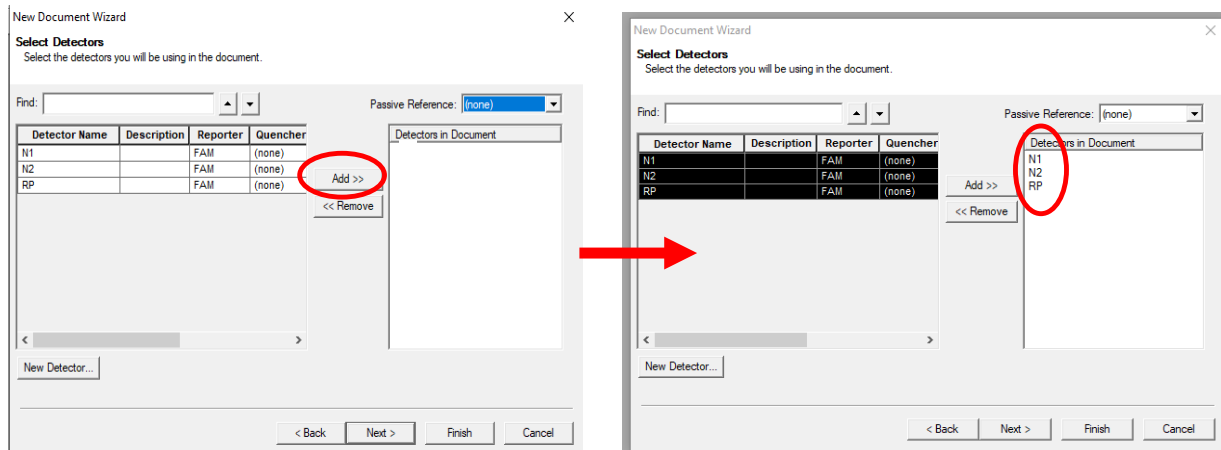 New Document Wizard
Select Detectors
Select the detectors you will be using in the document.
Find:
Passive Reference: (none)
Detector Name Description Reporter Quencher
N1 FAM (none)
N2 FAM (none)
RP FAM (none)
Add >>
<< Remove
Detectors in Document
New Detector...
< Back Next > Finish Cancel
New Document Wizard
Select Detectors
Select the detectors you will be using in the document.
Find:
Passive Reference: (none)
Detector Name Description Reporter Quencher
N1 FAM (none)
N2 FAM (none)
RP FAM (none)
Add >>
<< Remove
Detectors in Document
N1
N2
RP
New Detector...
< Back Next > Finish Cancel